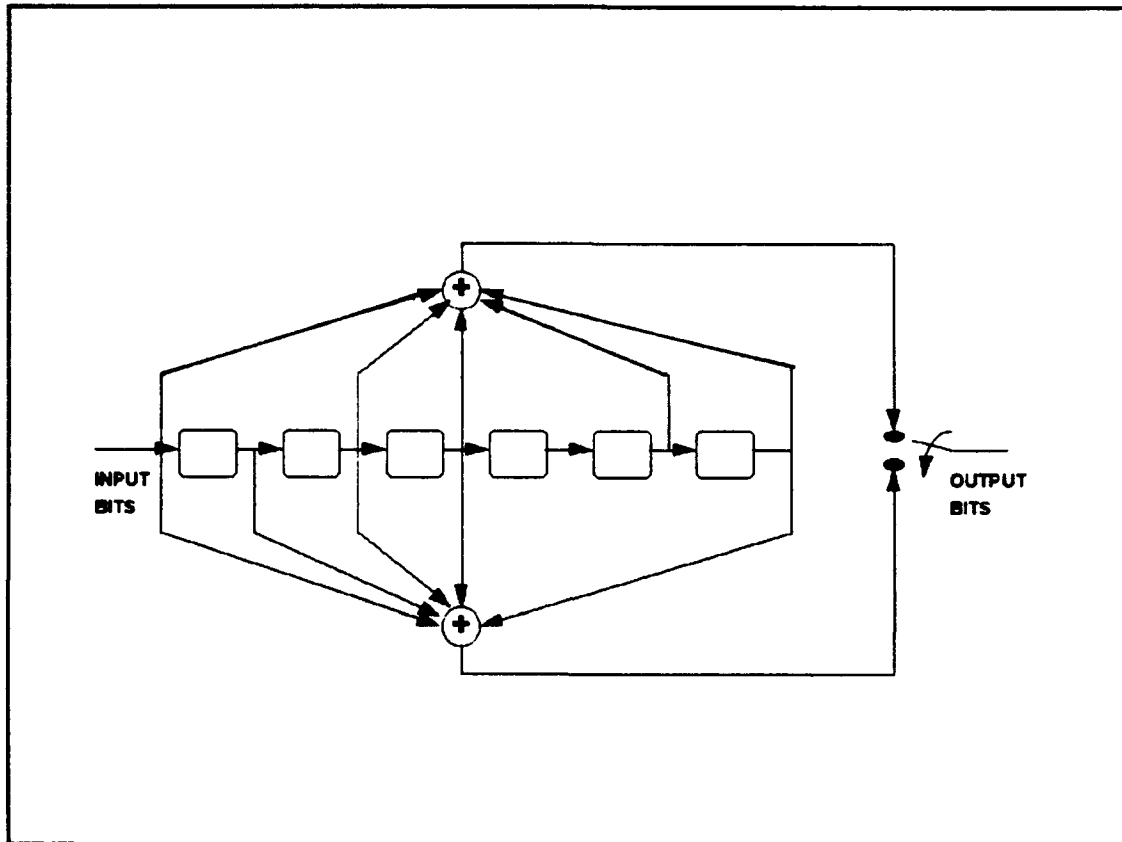 +
INPUT
BITS
OUTPUT
BITS
+